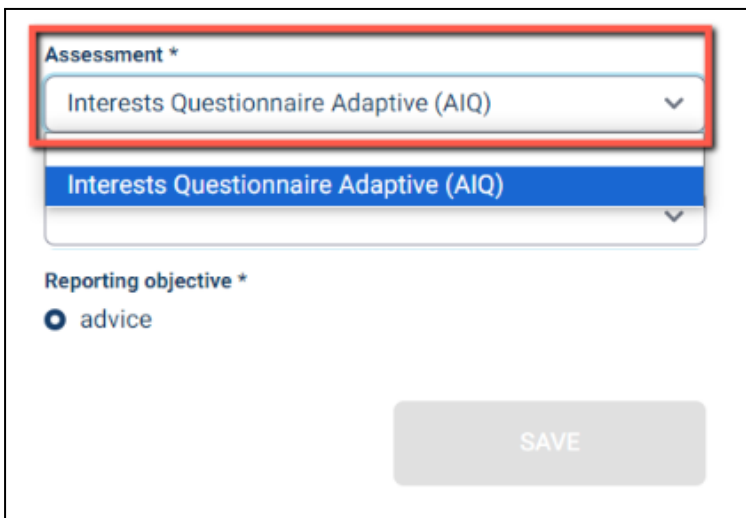 Assessment *
Interests Questionnaire Adaptive (AIQ)
Interests Questionnaire Adaptive (AIQ)
Reporting objective *
advice
SAVE